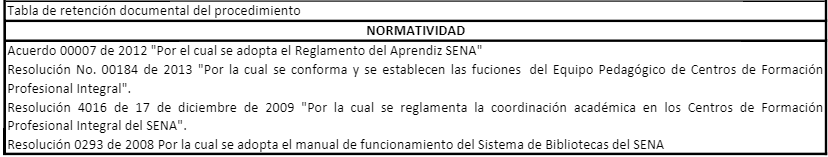 Tabla de retención documental del procedimiento
NORMATIVIDAD
Acuerdo 00007 de 2012 "Por el cual se adopta el Reglamento del Aprendiz SENA"
Resolución No. 00184 de 2013 "Por la cual se conforma y se establecen las fuciones del Equipo Pedagógico de Centros de Formación
Profesional Integral".
Resolución 4016 de 17 de diciembre de 2009 "Por la cual se reglamenta la coordinación académica en los Centros de Formación
Profesional Integral del SENA".
Resolución 0293 de 2008 Por la cual se adopta el manual de funcionamiento del Sistema de Bibliotecas del SENA